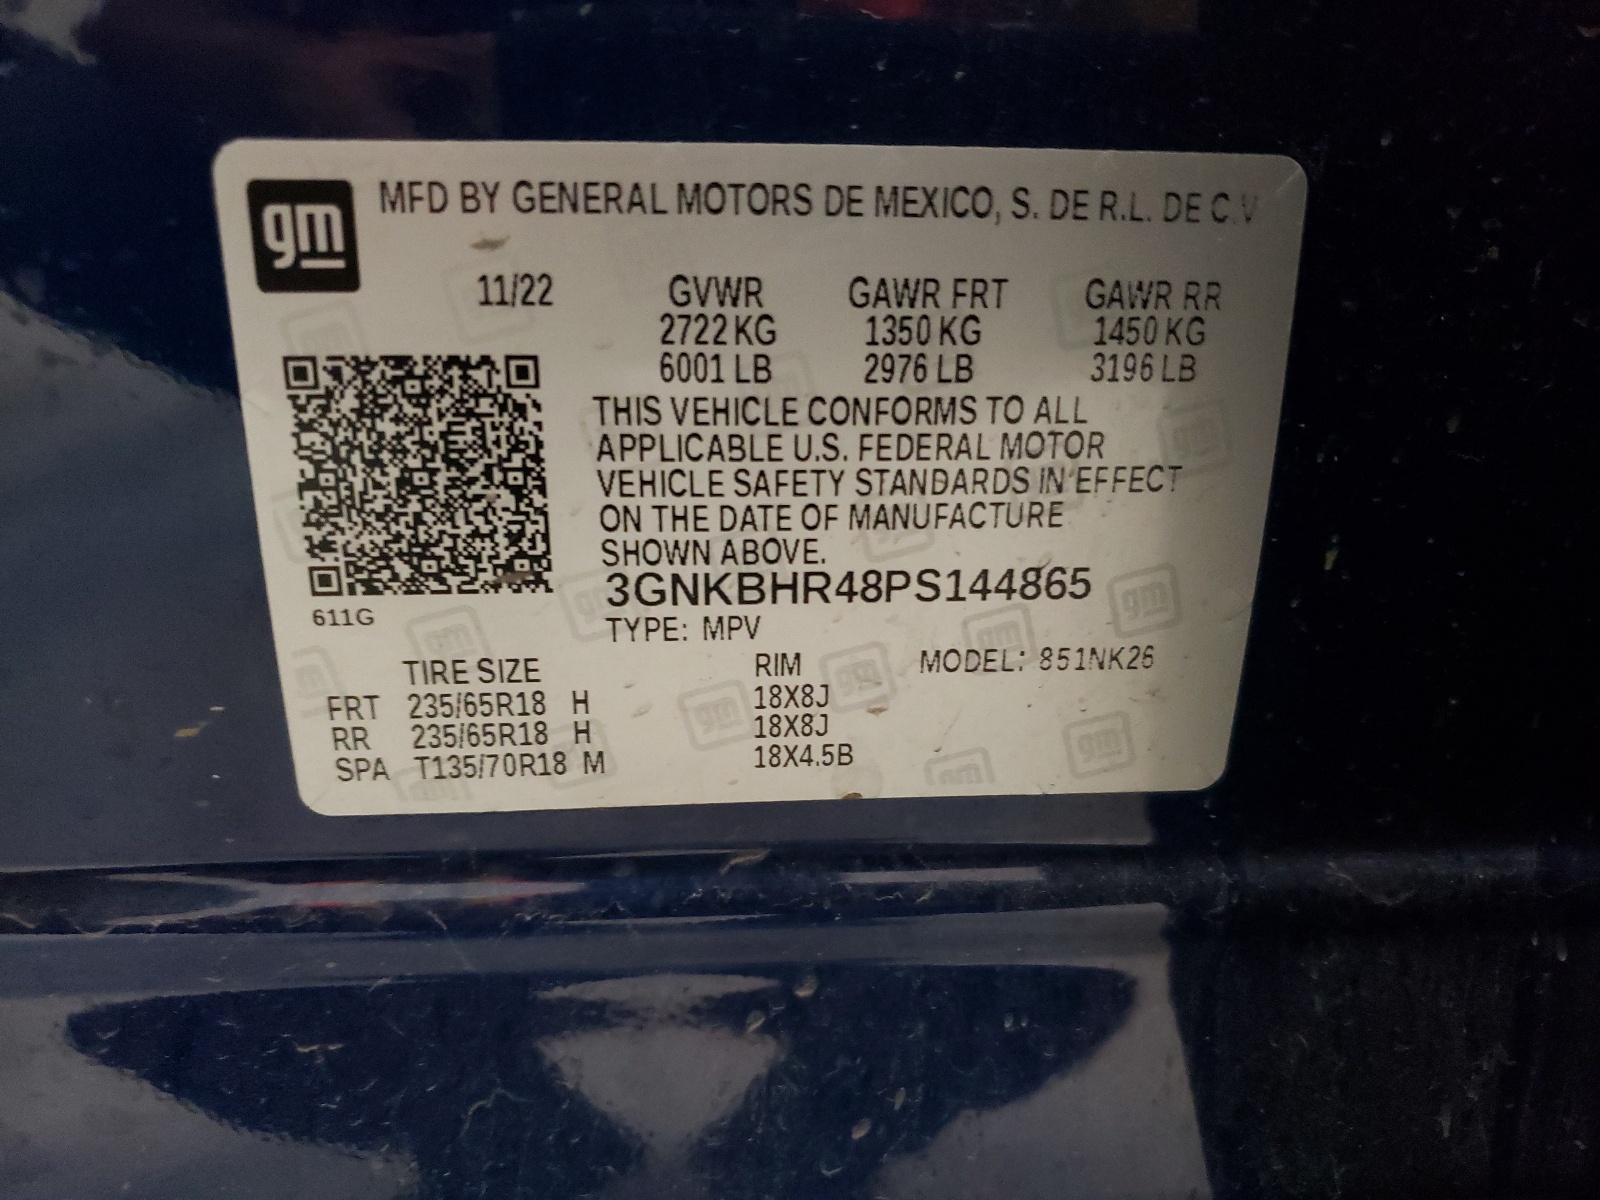 gm
MFD BY GENERAL MOTORS DE MEXICO, S. DE R.L. DE C.V
11/22 GVWR GAWR FRT GAWR RR
2722 KG 1350 KG 1450 KG
6001 LB 2976 LB 3196 LB
THIS VEHICLE CONFORMS TO ALL
APPLICABLE U.S. FEDERAL MOTOR
VEHICLE SAFETY STANDARDS IN EFFECT
ON THE DATE OF MANUFACTURE
SHOWN ABOVE.
3GNKBHR48PS144865
611G
TYPE: MPV
TIRE SIZE RIM MODEL: 851NK26
FRT 235/65R18 H 18X8J
RR 235/65R18 H 18X8J
SPA T135/70R18 M 18X4.5B